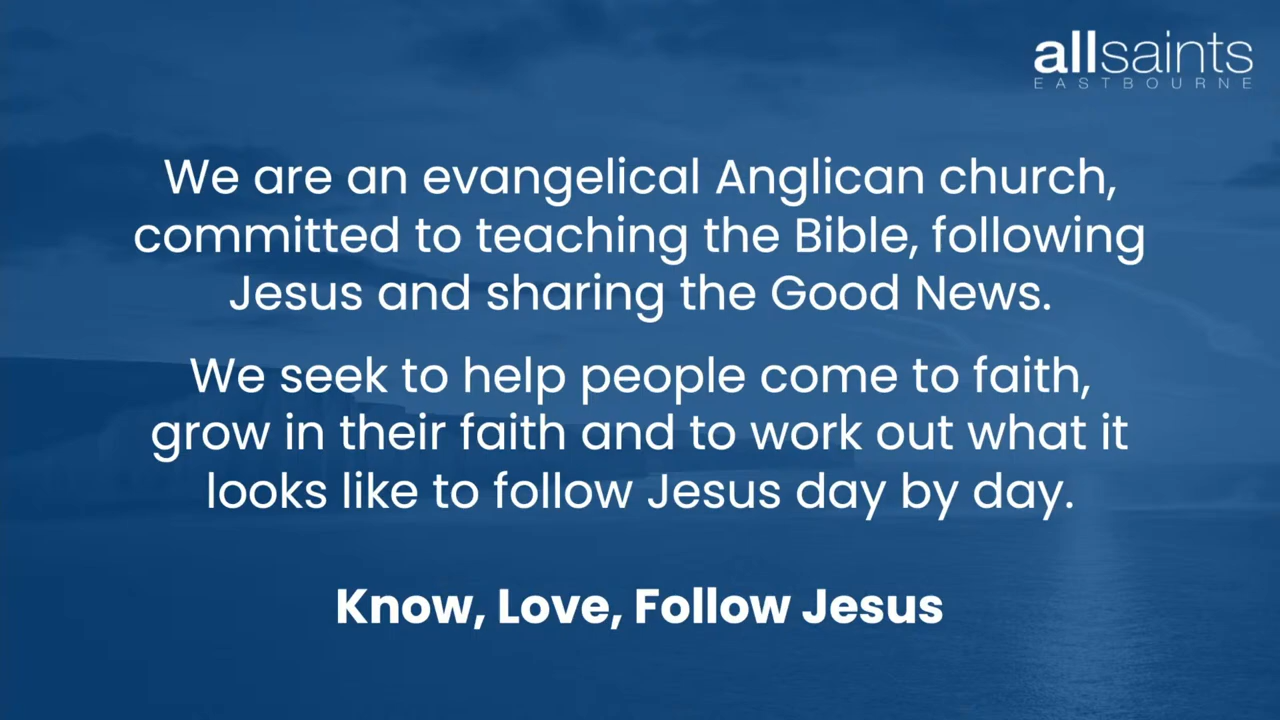 allsaints
EASTBOURNE
We are an evangelical Anglican church,
committed to teaching the Bible, following
Jesus and sharing the Good News.
We seek to help people come to faith,
grow in their faith and to work out what it
looks like to follow Jesus day by day.
Know, Love, Follow Jesus